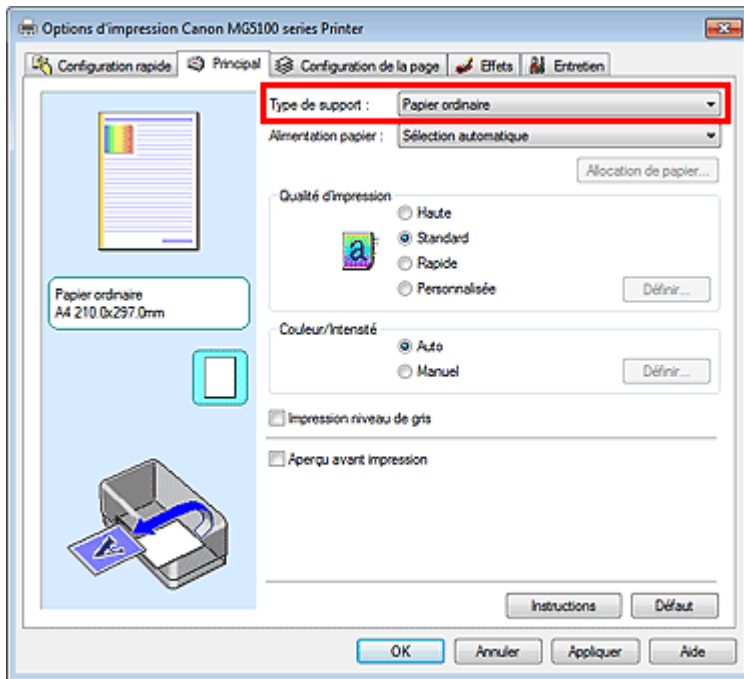 Options d'impression Canon MG5100 series Printer
Configuration rapide Principal Configuration de la page Effets Entretien
Type de support : Papier ordinaire
Alimentation papier : Sélection automatique
Allocation de papier...
Qualité d'impression
Haute
Standard
Rapide
Personnalisée Définir...
Papier ordinaire
A4 210.0x297.0mm
Couleur/Intensité
Auto
Manuel Définir...
Impression niveau de gris
Aperçu avant impression
Instructions Défaut
OK Annuler Appliquer Aide